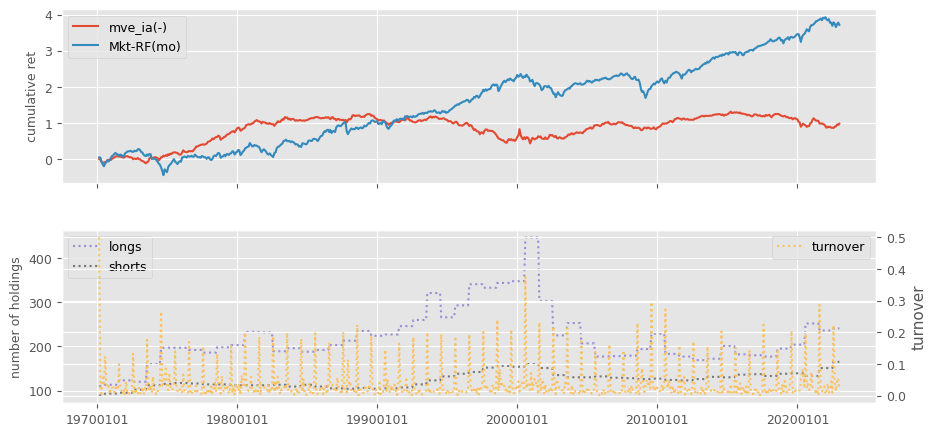 4
3
2
1
0
cumulative ret
mve_ia(-)
Mkt-RF(mo)
400
300
200
100
number of holdings
longs
shorts
turnover
0.5
0.4
0.3
0.2
0.1
0.0
turnover
19700101
19800101
19900101
20000101
20100101
20200101